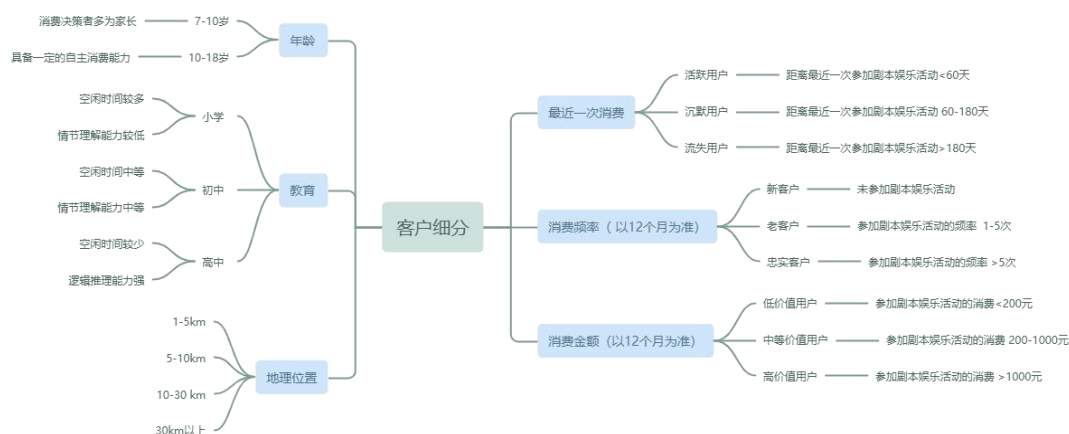 客户细分
年龄
7-10岁
消费决策者多为家长
10-18岁
具备一定的自主消费能力
教育
小学
空闲时间较多
情节理解能力较低
初中
空闲时间中等
情节理解能力中等
高中
空闲时间较少
逻辑推理能力强
地理位置
1-5km
5-10km
10-30 km
30km以上
最近一次消费
活跃用户
距离最近一次参加剧本娱乐活动<60天
沉默用户
距离最近一次参加剧本娱乐活动 60-180天
流失用户
距离最近一次参加剧本娱乐活动>180天
消费频率（ 以12个月为准）
新客户
未参加剧本娱乐活动
老客户
参加剧本娱乐活动的频率 1-5次
忠实客户
参加剧本娱乐活动的频率 >5次
消费金额（以12个月为准）
低价值用户
参加剧本娱乐活动的消费<200元
中等价值用户
参加剧本娱乐活动的消费 200-1000元
高价值用户
参加剧本娱乐活动的消费 >1000元